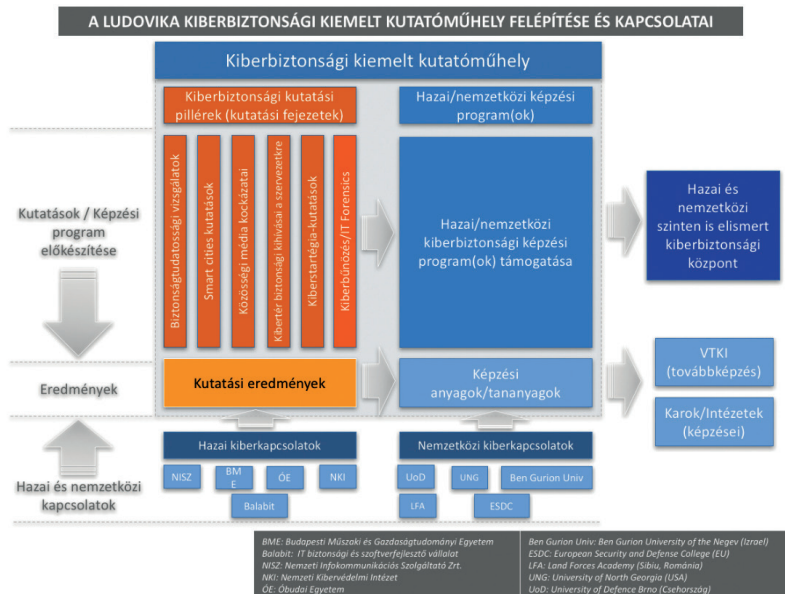 A LUDOVIKA KIBERBIZTONSÁGI KIEMELT KUTATÓMŰHELY FELÉPÍTÉSE ÉS KAPCSOLATAI
Kiberbiztonsági kiemelt kutatóműhely
Kiberbiztonsági kutatási
pillérek (kutatási fejezetek)
Hazai/nemzetközi képzési
program(ok)
Kutatások / Képzési
program
előkészítése
Biztonságtudatossági vizsgálatok
Smart cities kutatások
Közösségi média kockázatai
Kibertér biztonsági kihívásai a szervezetkre
Kiberstartégia-kutatások
Kiberbűnözés/IT Forensics
Hazai/nemzetközi
kiberbiztonsági képzési
program(ok) támogatása
Hazai és
nemzetközi
szinten is elismert
kiberbiztonsági
központ
Eredmények
Kutatási eredmények
Képzési
anyagok/tananyagok
VTKI
(továbbképzés)
Karok/Intézetek
(képzései)
Hazai és nemzetközi
kapcsolatok
Hazai kiberkapcsolatok
NISZ
BM
E
ÓE
NKI
Balabit
Nemzetközi kiberkapcsolatok
UoD
UNG
Ben Gurion Univ
LFA
ESDC
BME: Budapesti Műszaki és Gazdaságtudományi Egyetem
Balabit: IT biztonsági és szoftverfejlesztő vállalat
NISZ: Nemzeti Infokommunikációs Szolgáltató Zrt.
NKI: Nemzeti Kibervédelmi Intézet
ÓE: Óbudai Egyetem
Ben Gurion Univ: Ben Gurion University of the Negev (Izrael)
ESDC: European Security and Defense College (EU)
LFA: Land Forces Academy (Sibiu, Románia)
UNG: University of North Georgia (USA)
UoD: University of Defence Brno (Csehország)